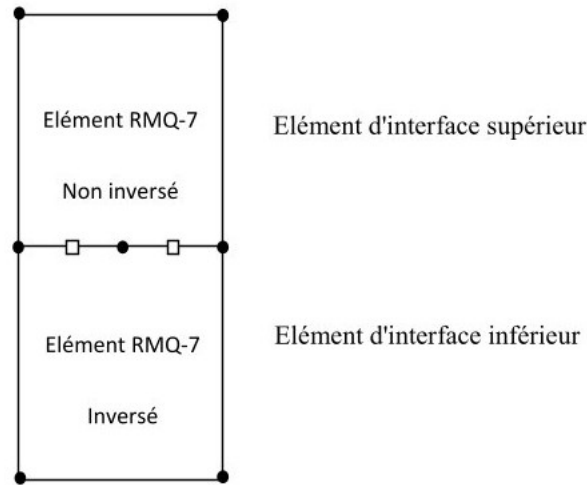 Elément RMQ-7
Elément d'interface supérieur
Non inversé
Elément RMQ-7
Elément d'interface inférieur
Inversé